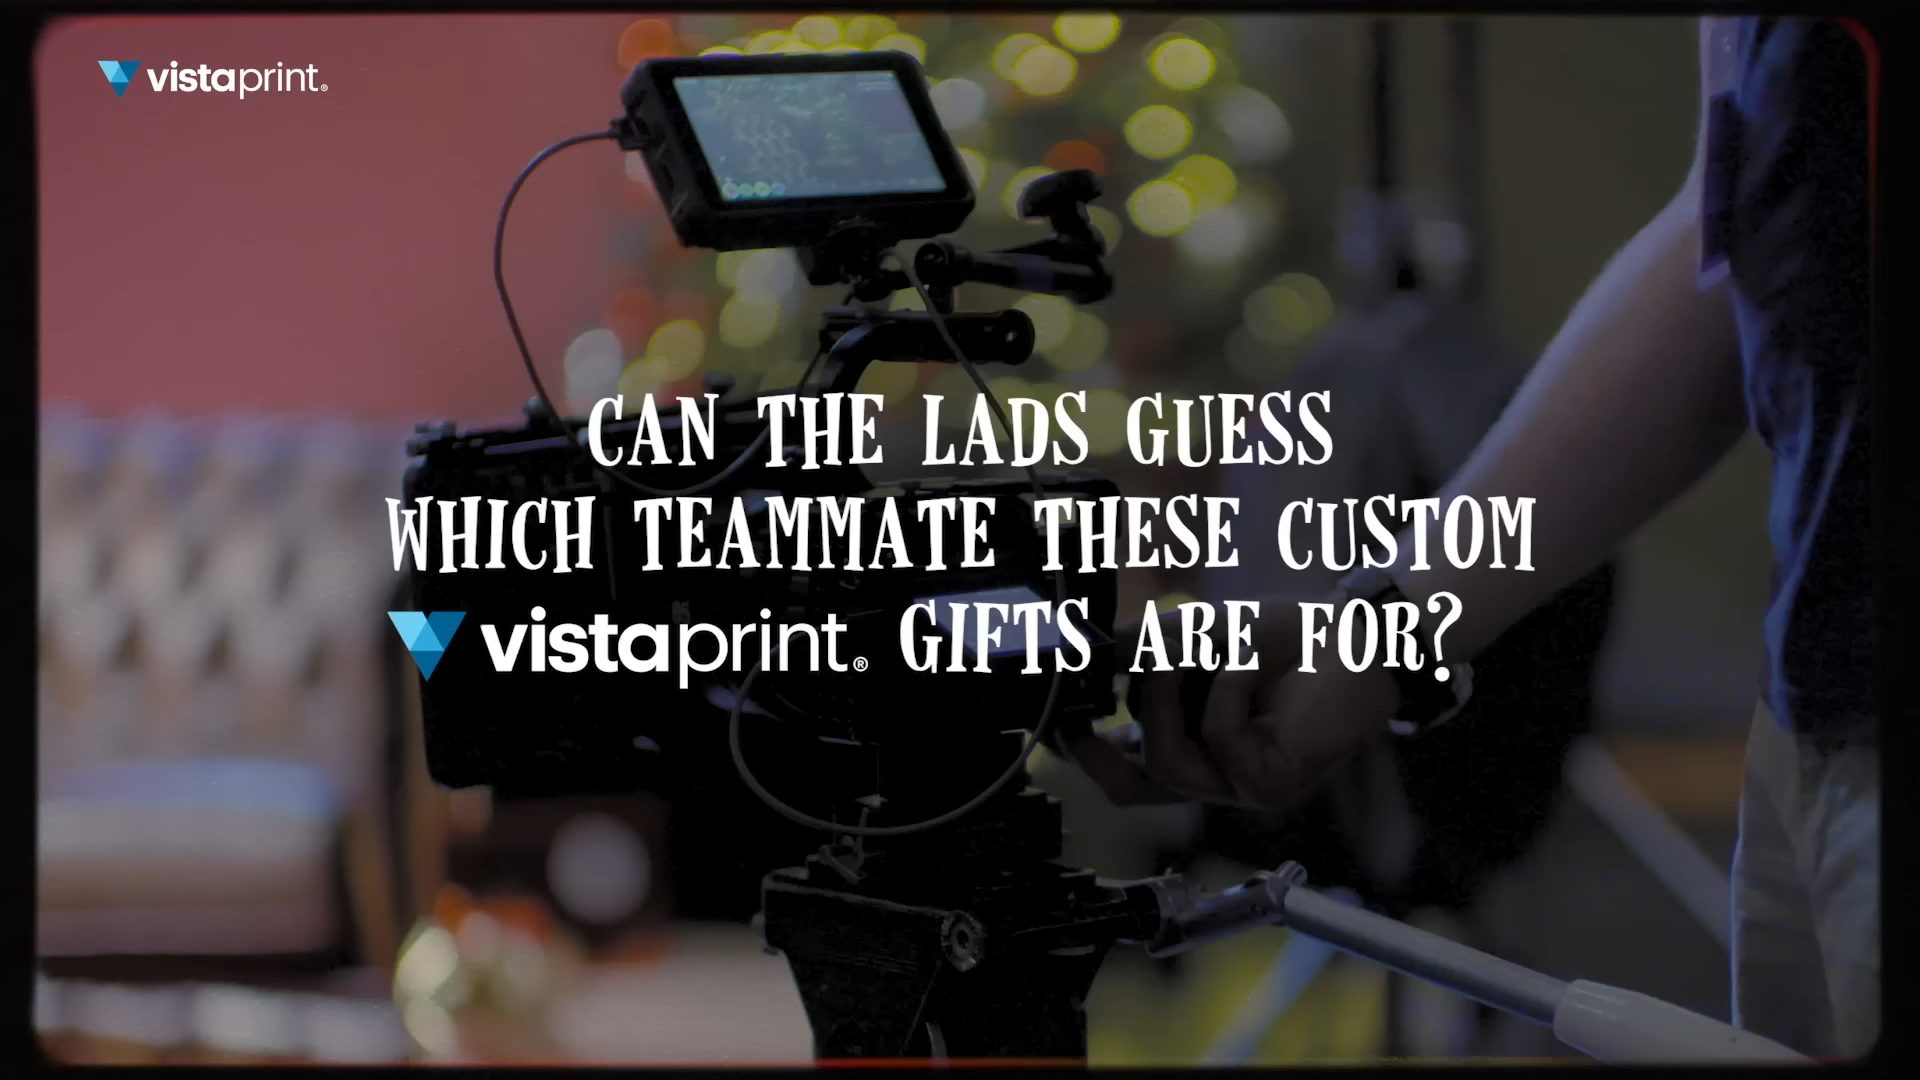 vistaprint®
CAN THE LADS GUESS
WHICH TEAMMATE THESE CUSTOM
vistaprint® GIFTS ARE FOR?